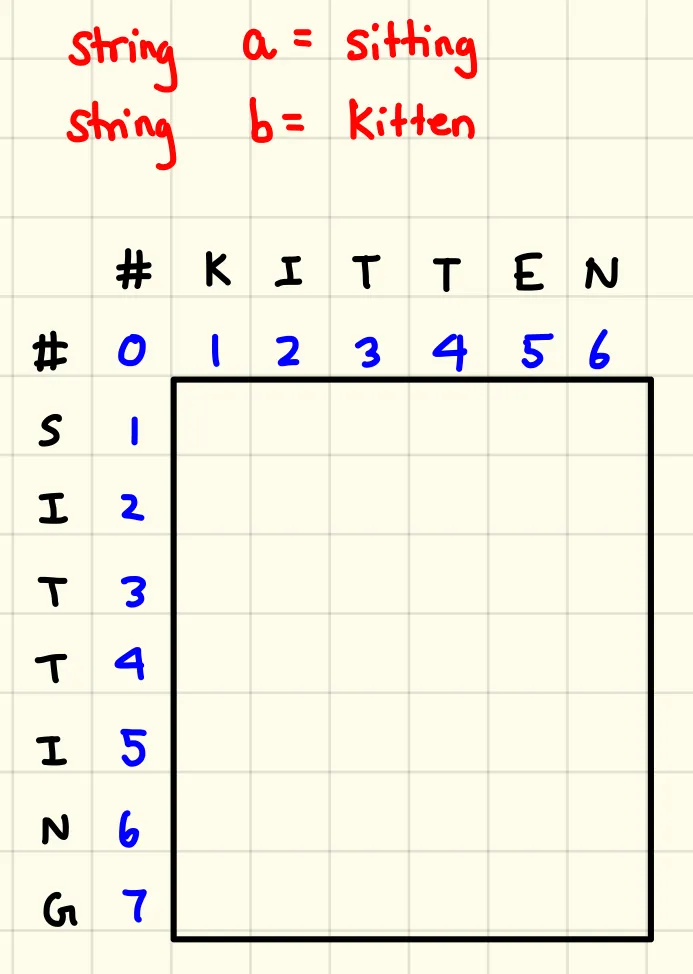 string a = sitting
string b = Kitten
# K I T T E N
# 0 1 2 3 4 5 6
S 1
I 2
T 3
T 4
I 5
N 6
G 7